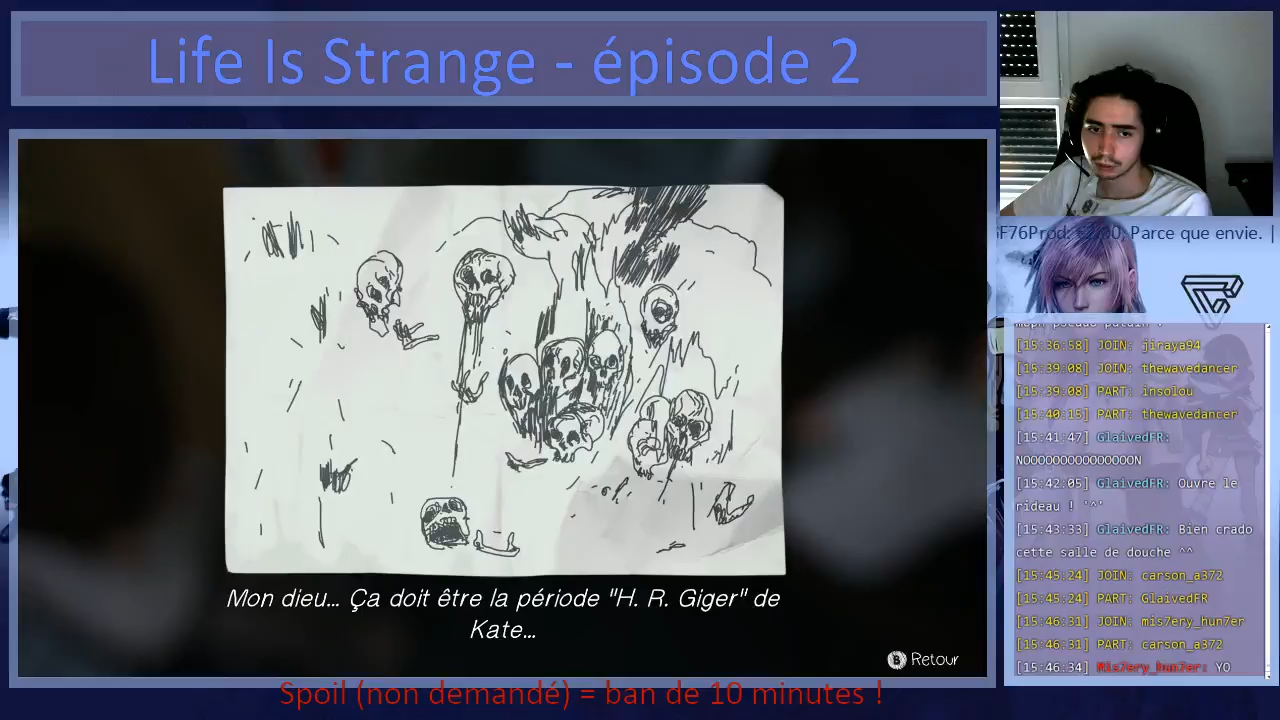 Life Is Strange - épisode 2
Mon dieu... Ça doit être la période "H. R. Giger" de
Kate...
B Retour
Spoil (non demandé) = ban de 10 minutes !
F76Prod: €2.00, Parce que envie. |
[15:36:58] JOIN: jiraya94
[15:39:08] JOIN: thewavedancer
[15:39:08] PART: insolou
[15:40:15] PART: thewavedancer
[15:41:47] GlaivedFR:
NOOOOOOOOOOOOOOON
[15:42:05] GlaivedFR: Ouvre le
rideau ! '^'
[15:43:33] GlaivedFR: Bien crado
cette salle de douche ^^
[15:45:24] JOIN: carson_a372
[15:45:24] PART: GlaivedFR
[15:46:31] JOIN: mis7ery_hun7er
[15:46:31] PART: carson_a372
[15:46:34] Mis7ery_hun7er: YO